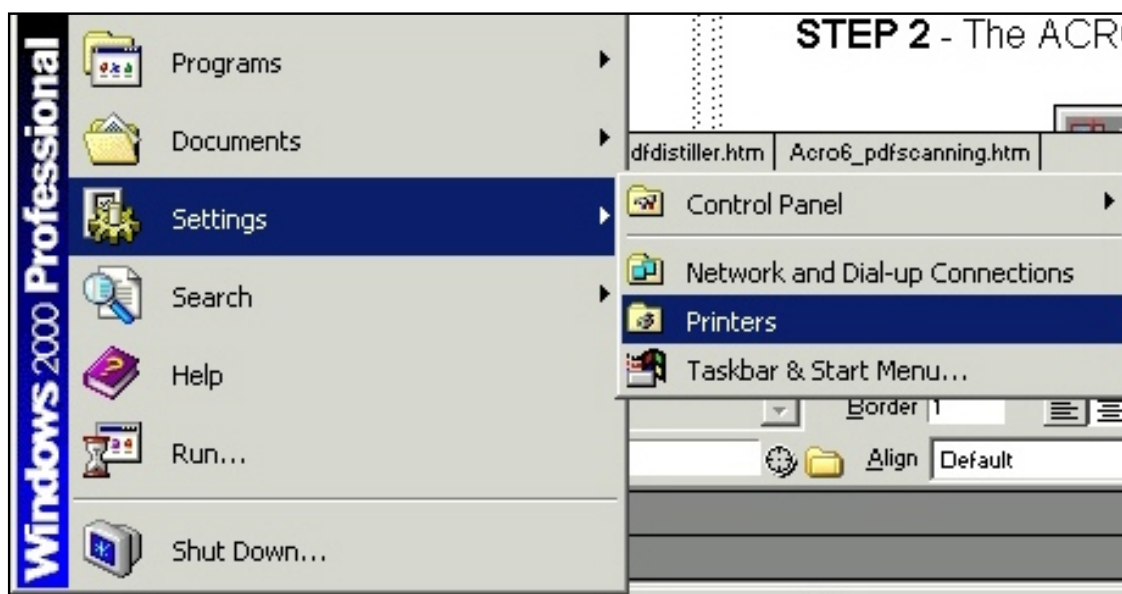 Windows 2000 Professional
Programs
Documents
Settings
Search
Help
Run...
Shut Down...
STEP 2 - The ACR
dfdistiller.htm
Acro6_pdfscanning.htm
Control Panel
Network and Dial-up Connections
Printers
Taskbar & Start Menu...
Border 1
Align Default